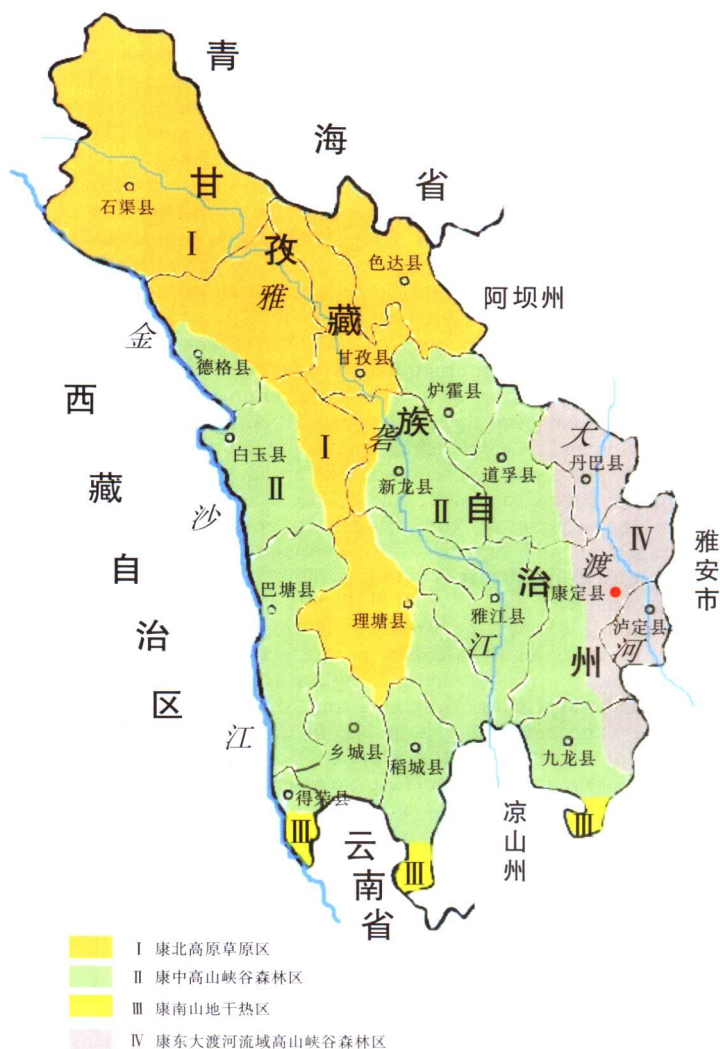 青海省
甘孜藏族自治州
石渠县
Ⅰ
色达县
雅砻江
阿坝州
金沙江
德格县
甘孜县
炉霍县
西藏自治区
白玉县
Ⅰ
Ⅱ
新龙县
道孚县
Ⅱ
大渡河
丹巴县
Ⅳ
雅安市
巴塘县
理塘县
雅江县
康定县
泸定县
乡城县
稻城县
九龙县
得荣县
Ⅲ
Ⅲ
Ⅲ
云南省
凉山州
Ⅰ 康北高原草原区
Ⅱ 康中高山峡谷森林区
Ⅲ 康南山地干热区
Ⅳ 康东大渡河流域高山峡谷森林区